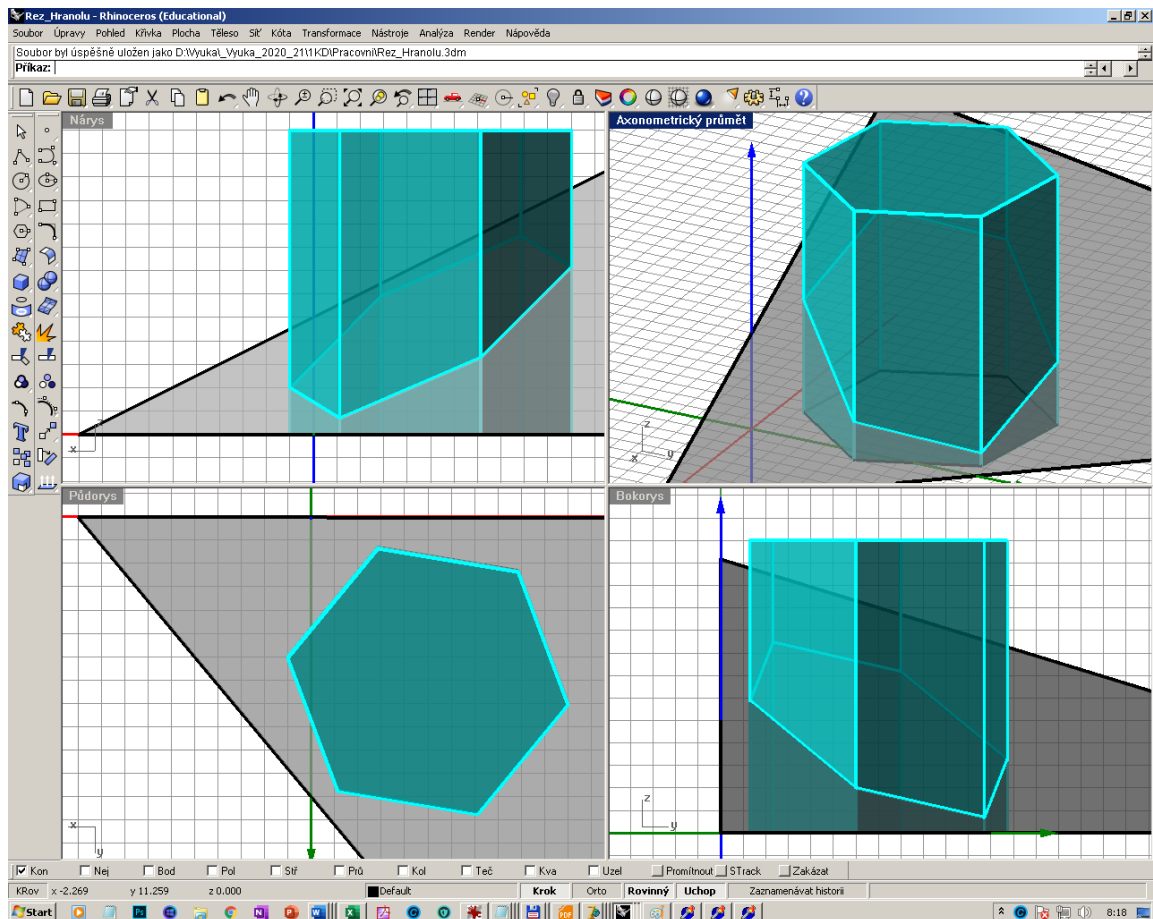 Rez_Hranolu - Rhinoceros (Educational)
Soubor Úpravy Pohled Křivka Plocha Těleso Síť Kóta Transformace Nástroje Analýza Render Nápověda
Soubor byl úspěšně uložen jako D:\Vyuka\_Vyuka_2020_21\1KD\Pracovni\Rez_Hranolu.3dm
Příkaz:
Nárys
Axonometrický průmět
x
z
z
x y
Půdorys
Bokorys
x
y
z
y
Kon Nej Bod Pol Stř Prů Kol Teč Kva Uzel Promítnout STrack Zakázat
KRov x -2.269 y 11.259 z 0.000 Default Krok Orto Rovinný Uchop Zaznamenávat historii
Start 8:18